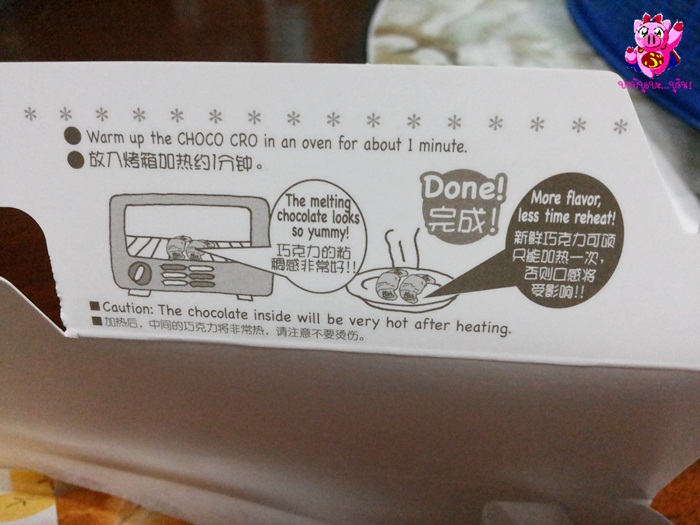 Warm up the CHOCO CRO in an oven for about 1 minute.
放入烤箱加热约1分钟。
The melting
chocolate looks
so yummy!
巧克力的粘
稠感非常好!!
Done!
完成!
More flavor,
less time reheat!
新鲜巧克力可颂
只能加热一次,
否则口感将
受影响!!
Caution: The chocolate inside will be very hot after heating.
加热后,中间的巧克力将非常热,请注意不要烫伤。